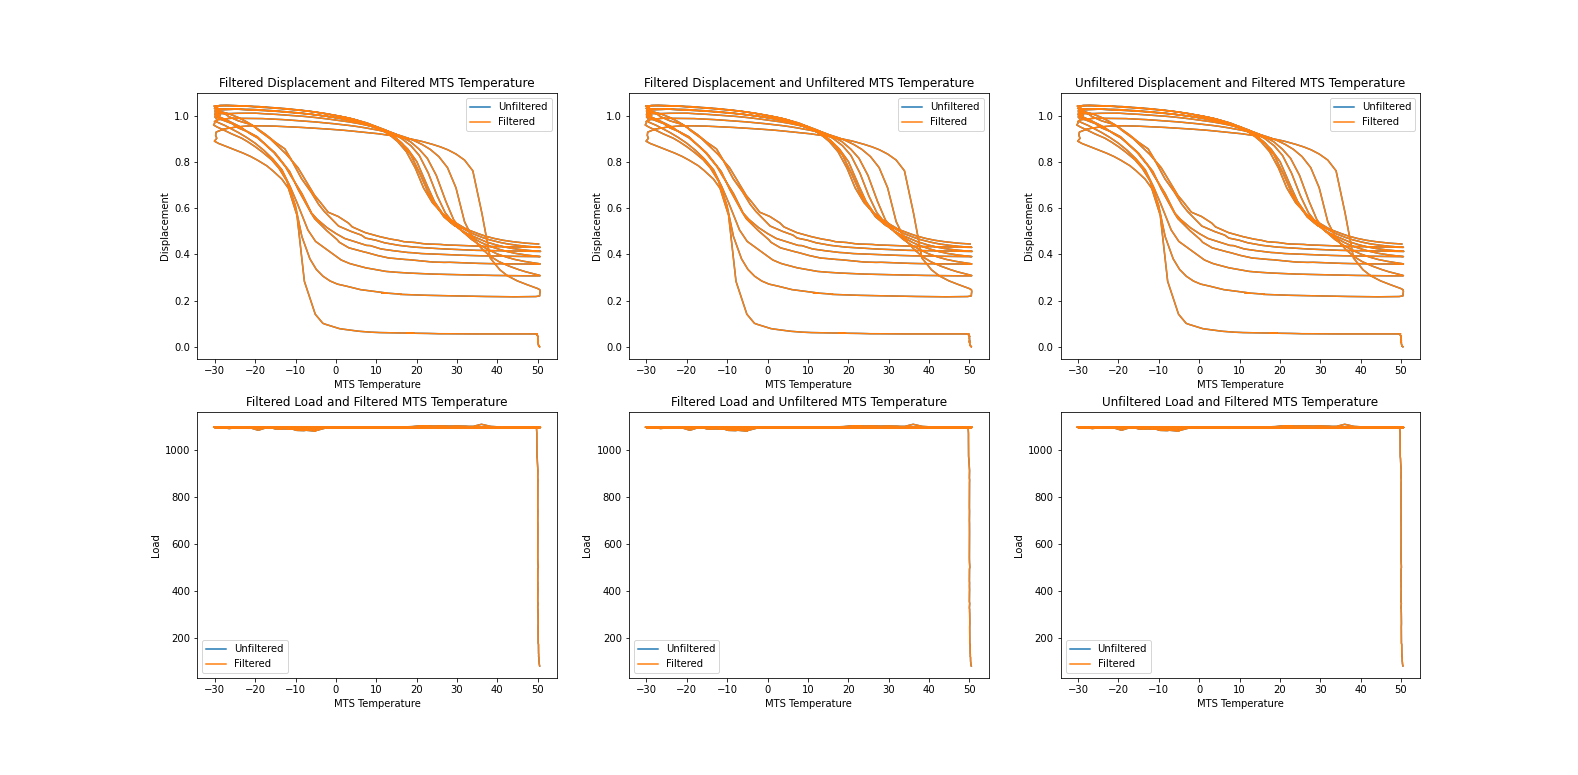 Filtered Displacement and Filtered MTS Temperature
Unfiltered
Filtered
1.0
0.8
0.6
0.4
0.2
0.0
Displacement
−30 −20 −10 0 10 20 30 40 50
MTS Temperature
Filtered Displacement and Unfiltered MTS Temperature
Unfiltered
Filtered
1.0
0.8
0.6
0.4
0.2
0.0
Displacement
−30 −20 −10 0 10 20 30 40 50
MTS Temperature
Unfiltered Displacement and Filtered MTS Temperature
Unfiltered
Filtered
1.0
0.8
0.6
0.4
0.2
0.0
Displacement
−30 −20 −10 0 10 20 30 40 50
MTS Temperature
Filtered Load and Filtered MTS Temperature
1000
800
600
400
200
Load
Unfiltered
Filtered
−30 −20 −10 0 10 20 30 40 50
MTS Temperature
Filtered Load and Unfiltered MTS Temperature
1000
800
600
400
200
Load
Unfiltered
Filtered
−30 −20 −10 0 10 20 30 40 50
MTS Temperature
Unfiltered Load and Filtered MTS Temperature
1000
800
600
400
200
Load
Unfiltered
Filtered
−30 −20 −10 0 10 20 30 40 50
MTS Temperature